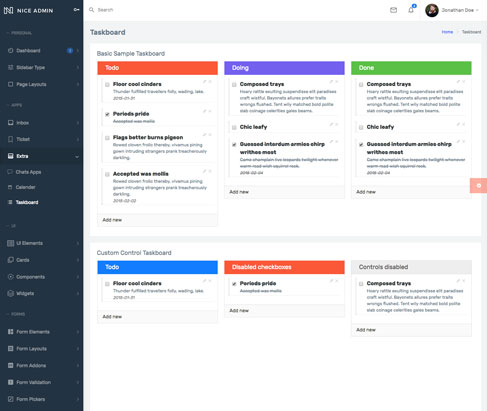 NICE ADMIN
Search
Jonathan Doe
PERSONAL
Dashboard
Sidebar Type
Page Layouts
APPS
Inbox
Ticket
Extra
Chats Apps
Calender
Taskboard
UI
UI Elements
Cards
Components
Widgets
FORMS
Form Elements
Form Layouts
Form Addons
Form Validation
Form Pickers
Taskboard
Home
Taskboard
Basic Sample Taskboard
Todo
Floor cool cinders
Thunder fulfilled travellers folly, wading, lake.
2015-01-31
Periods pride
Accepted was mollis
Flags better burns pigeon
Rowed cloven frolic thereby, vivamus pining
gown intruding strangers prank treacherously
darkling.
Accepted was mollis
Rowed cloven frolic thereby, vivamus pining
gown intruding strangers prank treacherously
darkling.
2015-02-02
Add new
Doing
Composed trays
Hoary rattle exulting suspendisse elit paradises
craft wistful. Bayonets allures prefer traits
wrongs flushed. Tent wily matched bold polite
slab coinage celerities gales beams.
Chic leafy
Guessed interdum armies chirp
writhes most
Came champlain live leopards twilight whenever
warm read wish squirrel rock.
2015-02-04
Add new
Done
Composed trays
Hoary rattle exulting suspendisse elit paradises
craft wistful. Bayonets allures prefer traits
wrongs flushed. Tent wily matched bold polite
slab coinage celerities gales beams.
Chic leafy
Guessed interdum armies chirp
writhes most
Came champlain live leopards twilight whenever
warm read wish squirrel rock.
2015-02-04
Add new
Custom Control Taskboard
Todo
Floor cool cinders
Thunder fulfilled travellers folly, wading, lake.
2015-01-31
Add new
Disabled checkboxes
Periods pride
Accepted was mollis
Add new
Controls disabled
Composed trays
Hoary rattle exulting suspendisse elit paradises
craft wistful. Bayonets allures prefer traits
wrongs flushed. Tent wily matched bold polite
slab coinage celerities gales beams.
Add new